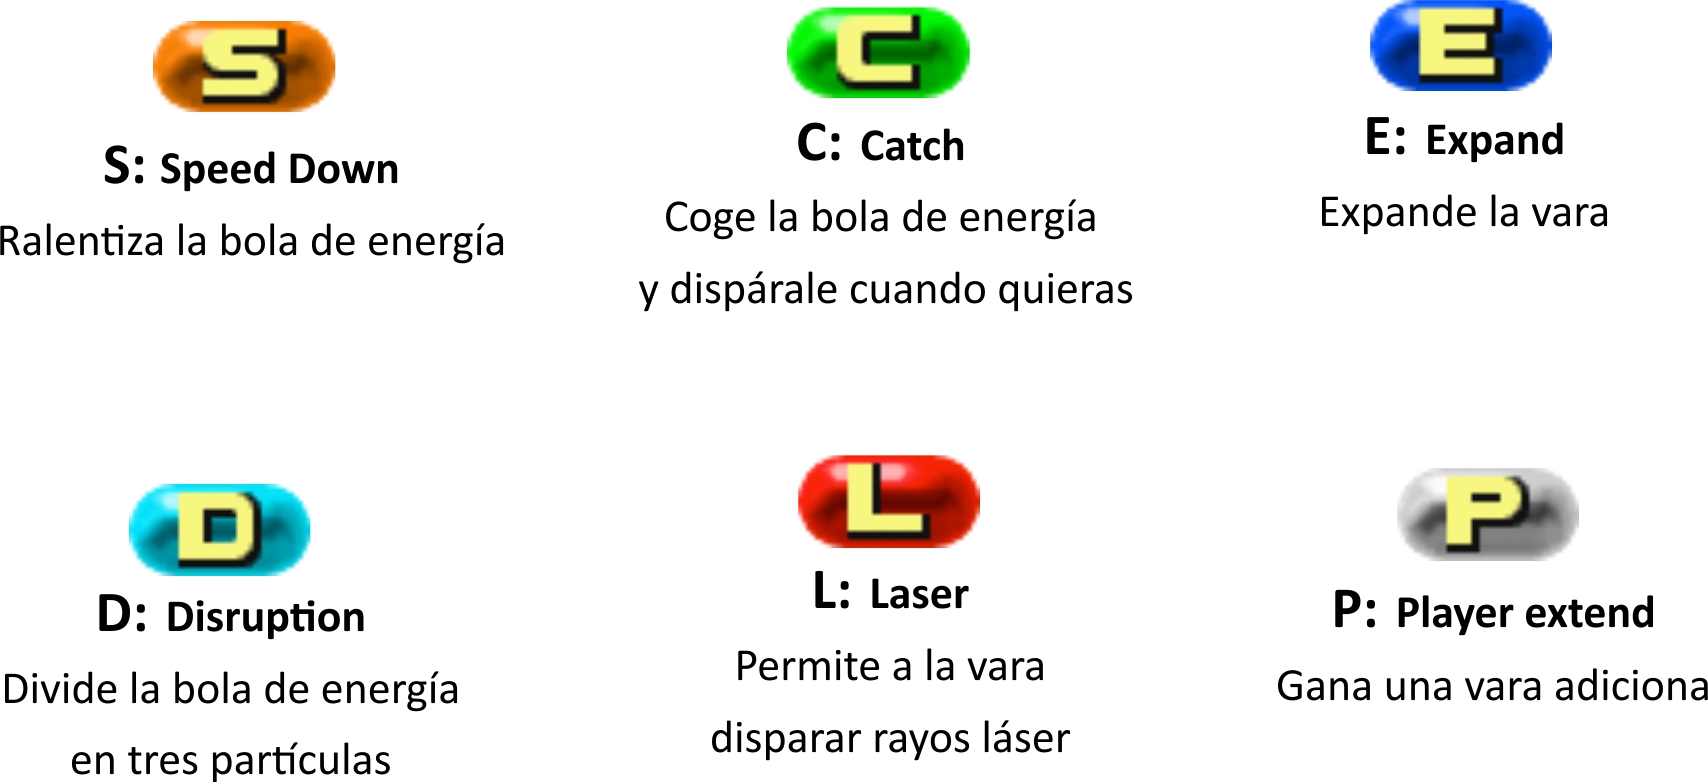 S
S: Speed Down
Ralentiza la bola de energía
C
C: Catch
Coge la bola de energía
y dispárale cuando quieras
E
E: Expand
Expande la vara
D
D: Disruption
Divide la bola de energía
en tres partículas
L
L: Laser
Permite a la vara
disparar rayos láser
P
P: Player extend
Gana una vara adiciona